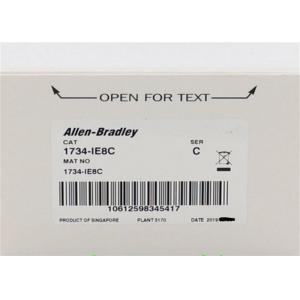 OPEN FOR TEXT
Allen-Bradley
CAT SER
1734-IE8C C
MAT NO
1734-IE8C
10612598345417
PRODUCT OF SINGAPORE PLANT 5170 DATE 2019